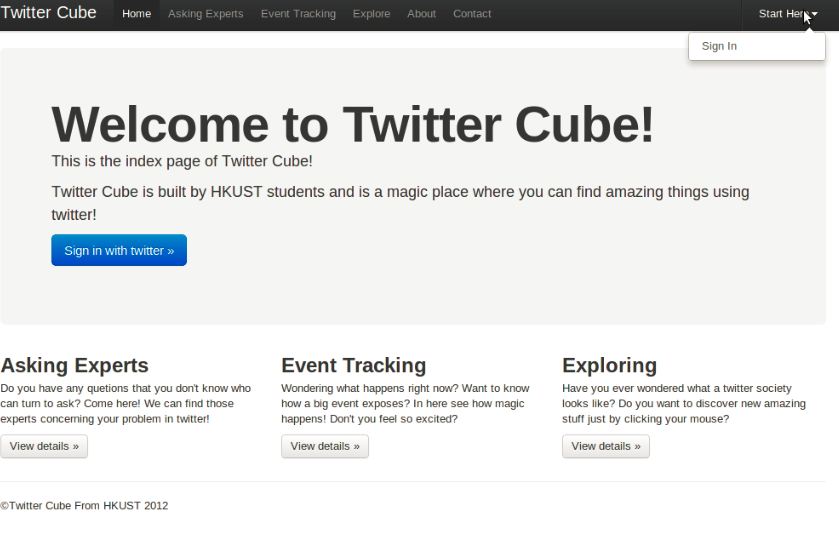 Twitter Cube Home Asking Experts Event Tracking Explore About Contact Start Here
Sign In
Welcome to Twitter Cube!
This is the index page of Twitter Cube!
Twitter Cube is built by HKUST students and is a magic place where you can find amazing things using
twitter!
Sign in with twitter »
Asking Experts
Do you have any quetions that you don't know who
can turn to ask? Come here! We can find those
experts concerning your problem in twitter!
View details »
Event Tracking
Wondering what happens right now? Want to know
how a big event exposes? In here see how magic
happens! Don't you feel so excited?
View details »
Exploring
Have you ever wondered what a twitter society
looks like? Do you want to discover new amazing
stuff just by clicking your mouse?
View details »
©Twitter Cube From HKUST 2012